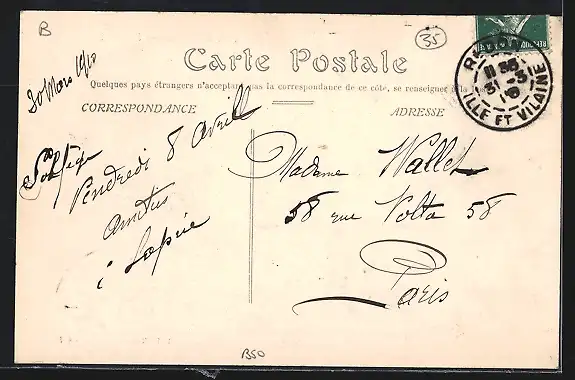 B
35
Carte Postale
Quelques pays étrangers n'acceptant pas la correspondance de ce côté, se renseigner à la
CORRESPONDANCE
ADRESSE
30 Mars 1910
Vendredi 8 Avril
à
Madame Wallet
58 rue Volta 58
Paris
ILLE ET VILAINE
B50